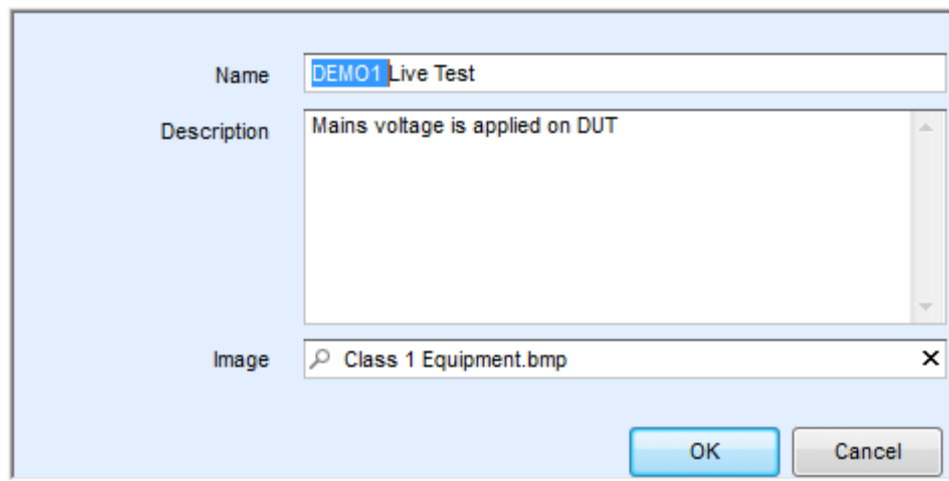 Name DEMO1 Live Test
Description Mains voltage is applied on DUT
Image Class 1 Equipment.bmp
OK Cancel